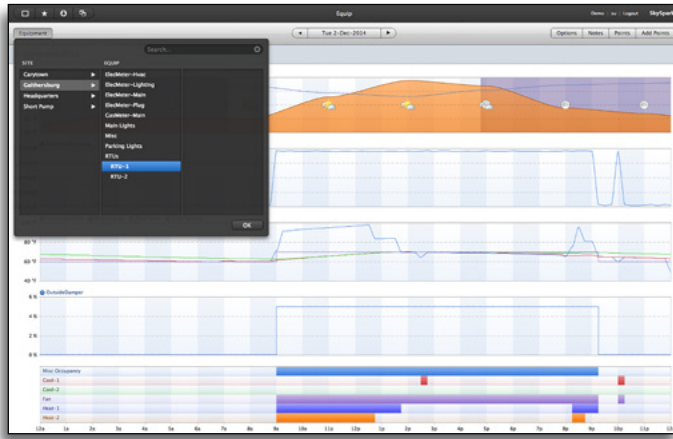 Equip
Demo su Logout SkySpark
Equipment
Tue 2-Dec-2014
Options Notes Points Add Points
Search...
SITE EQUIP
Carytown
Gaithersburg
Headquarters
Short Pump
ElecMeter-Hvac
ElecMeter-Lighting
ElecMeter-Main
ElecMeter-Plug
GasMeter-Main
Main Lights
Misc
Parking Lights
RTUs
RTU-1
RTU-2
OK
80 °F
60 °F
40 °F
OutsideDamper
6 %
4 %
2 %
0 %
Misc Occupancy
Cool-1
Cool-2
Fan
Heat-1
Heat-2
12a 1a 2a 3a 4a 5a 6a 7a 8a 9a 10a 11a 12p 1p 2p 3p 4p 5p 6p 7p 8p 9p 10p 11p